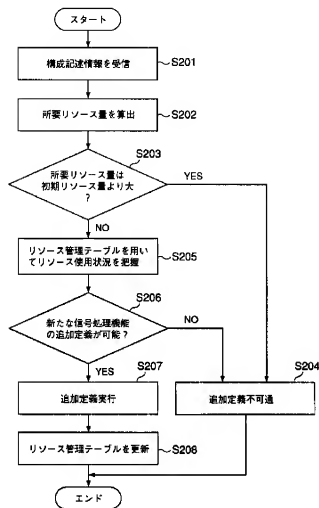 スタート
構成記述情報を受信
S201
所要リソース量を算出
S202
S203
所要リソース量は
初期リソース量より大
?
YES
NO
リソース管理テーブルを用い
てリソース使用状況を把握
S205
S206
新たな信号処理機能
の追加定義が可能?
NO
YES
S207
S204
追加定義実行
追加定義不可通
リソース管理テーブルを更新
S208
エンド